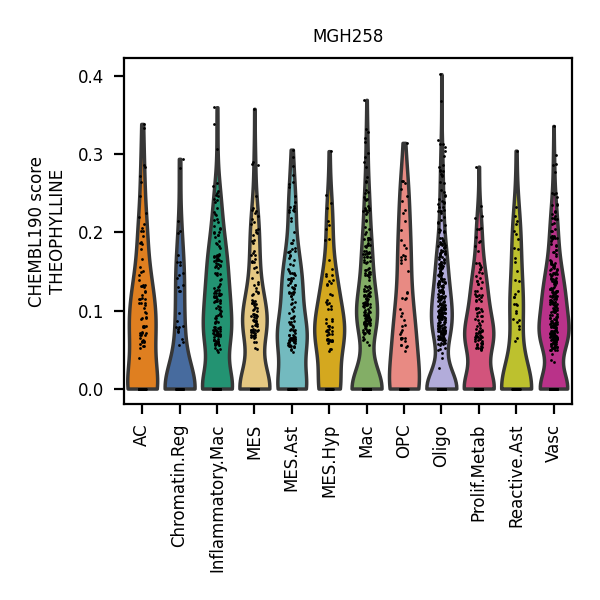 MGH258
CHEMBL190 score
THEOPHYLLINE
0.4
0.3
0.2
0.1
0.0
AC
Chromatin.Reg
Inflammatory.Mac
MES
MES.Ast
MES.Hyp
Mac
OPC
Oligo
Prolif.Metab
Reactive.Ast
Vasc